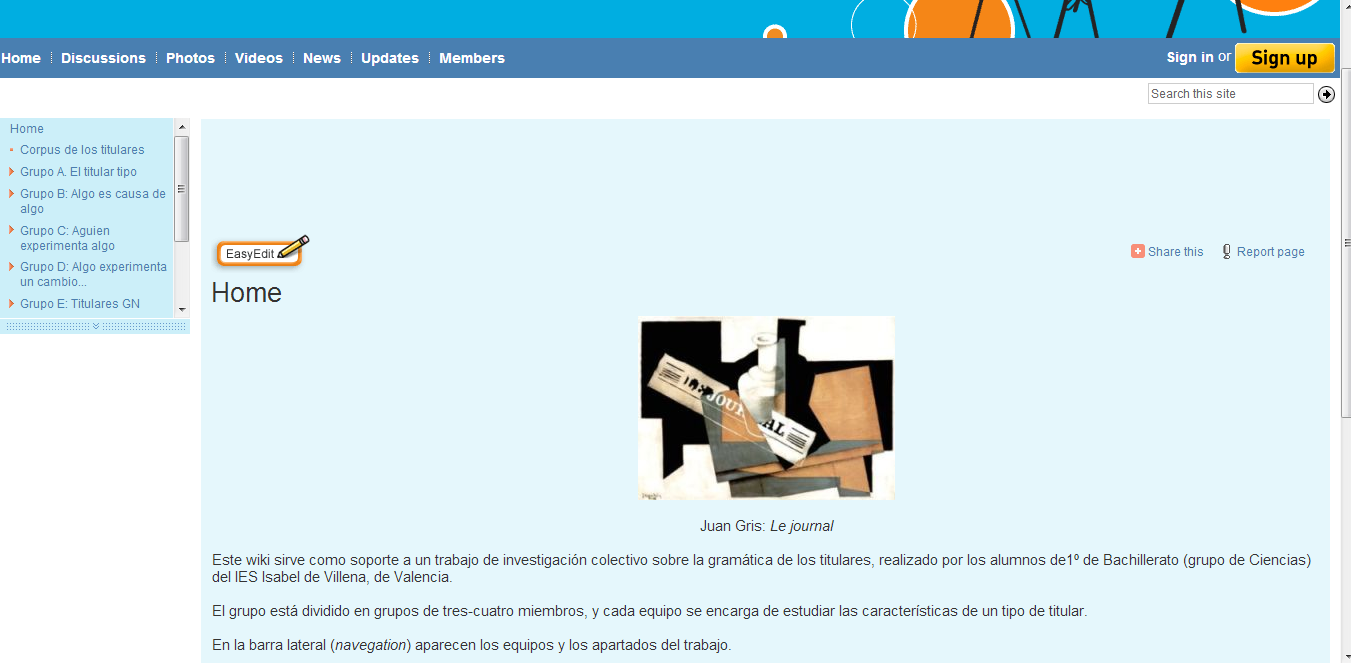 Home Discussions Photos Videos News Updates Members Sign in or Sign up
Search this site
Home
Corpus de los titulares
Grupo A. El titular tipo
Grupo B: Algo es causa de
algo
Grupo C: Aguien
experimenta algo
Grupo D: Algo experimenta
un cambio...
Grupo E: Titulares GN
EasyEdit
Share this Report page
Home
JOURNAL
Juan Gris: Le journal
Este wiki sirve como soporte a un trabajo de investigación colectivo sobre la gramática de los titulares, realizado por los alumnos de1º de Bachillerato (grupo de Ciencias)
del IES Isabel de Villena, de Valencia.
El grupo está dividido en grupos de tres-cuatro miembros, y cada equipo se encarga de estudiar las características de un tipo de titular.
En la barra lateral (navegation) aparecen los equipos y los apartados del trabajo.